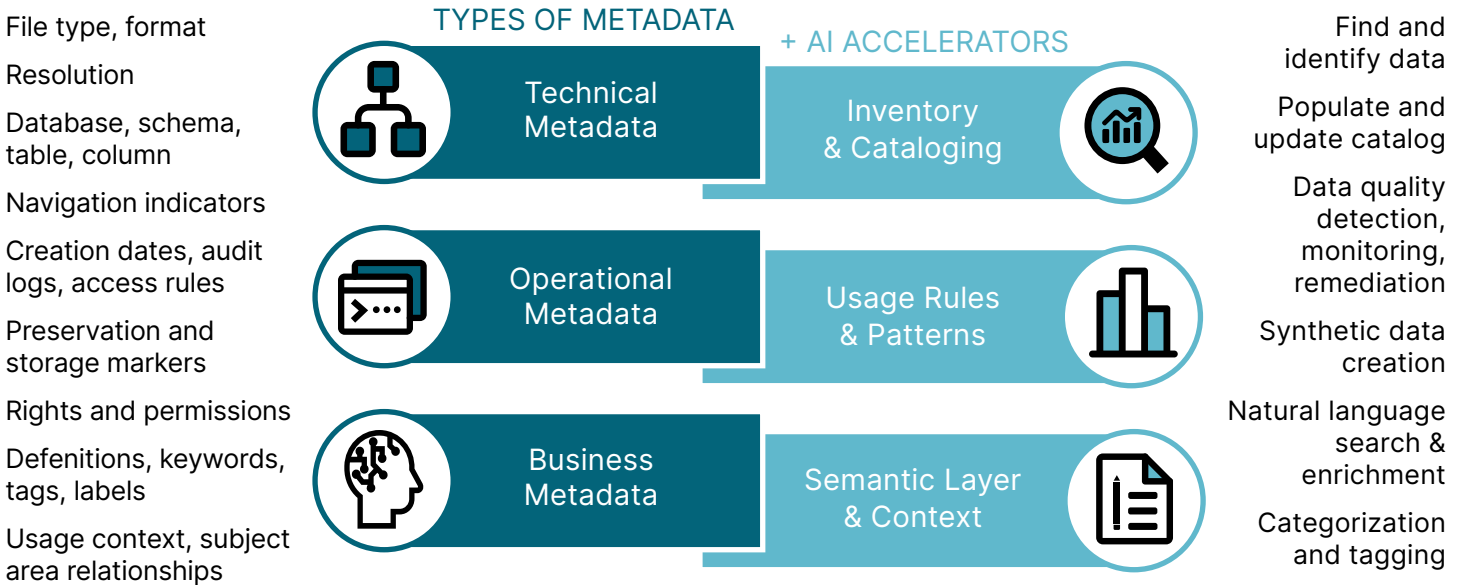 File type, format
Resolution
Database, schema,
table, column
Navigation indicators
Creation dates, audit
logs, access rules
Preservation and
storage markers
Rights and permissions
Defenitions, keywords,
tags, labels
Usage context, subject
area relationships
TYPES OF METADATA
Technical
Metadata
Operational
Metadata
Business
Metadata
+ AI ACCELERATORS
Inventory
& Cataloging
Usage Rules
& Patterns
Semantic Layer
& Context
Find and
identify data
Populate and
update catalog
Data quality
detection,
monitoring,
remediation
Synthetic data
creation
Natural language
search &
enrichment
Categorization
and tagging